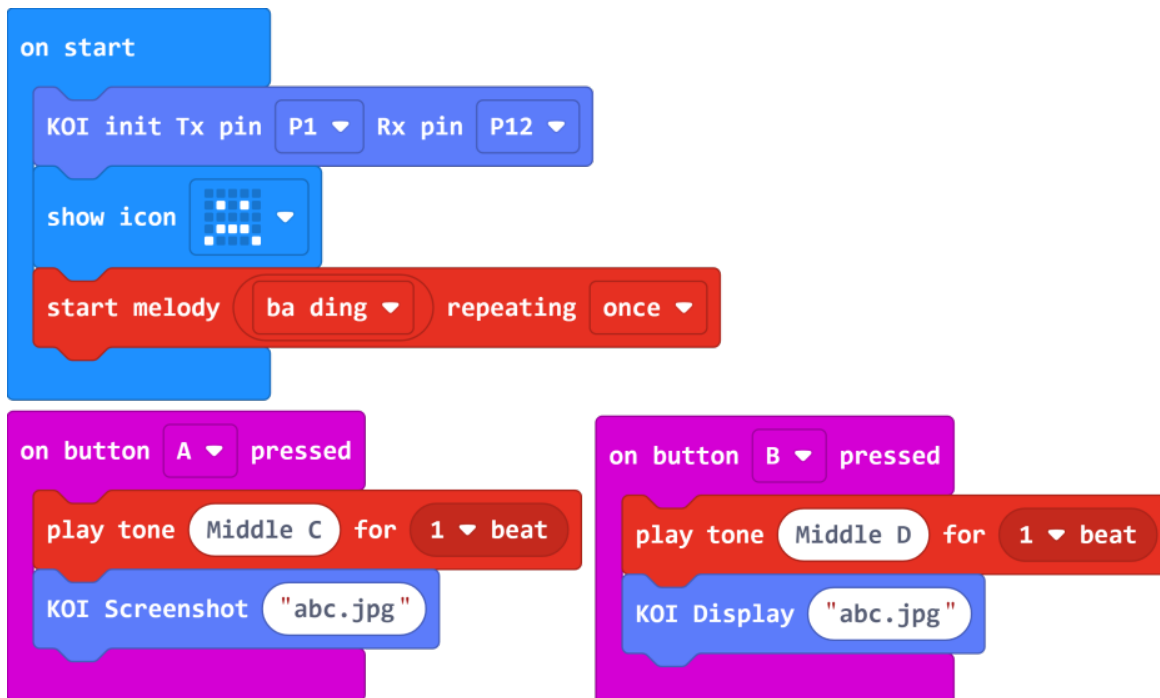 on start
KOI init Tx pin P1 Rx pin P12
show icon
start melody ba ding repeating once
on button A pressed
play tone Middle C for 1 beat
KOI Screenshot "abc.jpg"
on button B pressed
play tone Middle D for 1 beat
KOI Display "abc.jpg"